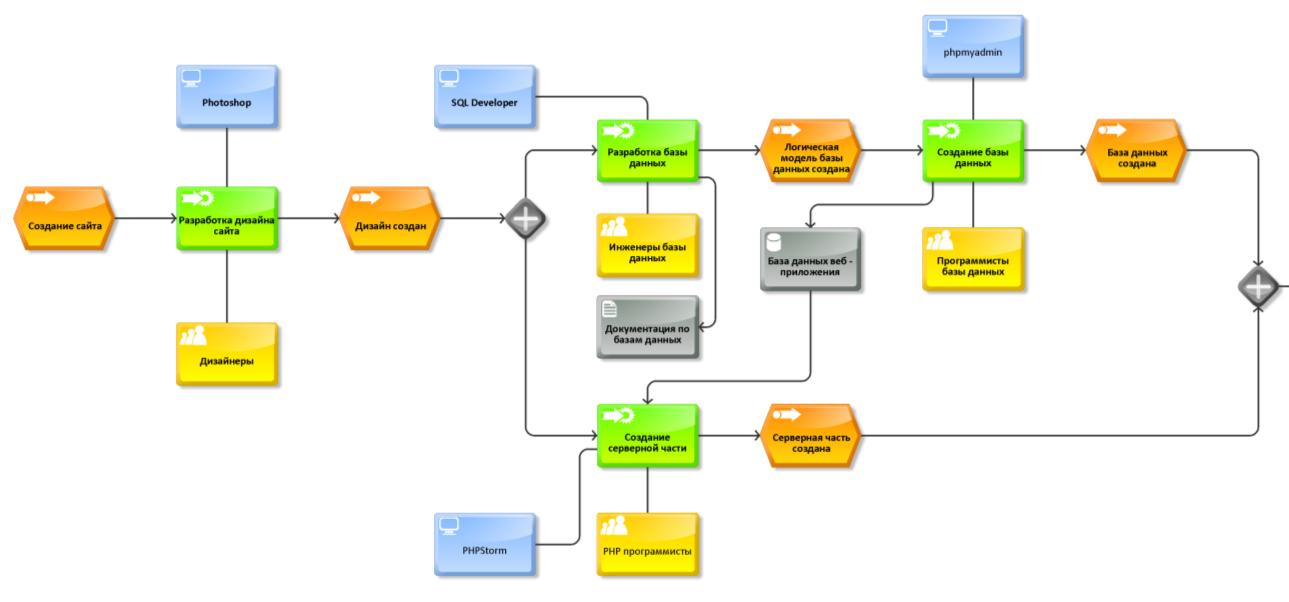 phpmyadmin
Photoshop
SQL Developer
Разработка базы
данных
Логическая
модель базы
данных создана
Создание базы
данных
База данных
создана
Создание сайта
Разработка дизайна
сайта
Дизайн создан
Инженеры базы
данных
База данных веб -
приложения
Программисты
базы данных
Документация по
базам данных
Дизайнеры
Создание
серверной части
Серверная часть
создана
PHPStorm
PHP программисты